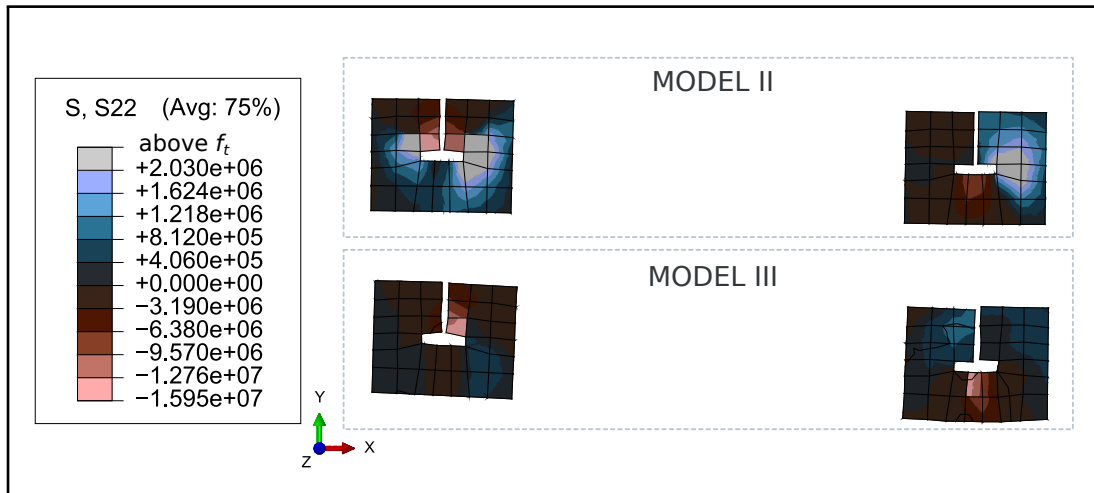 S, S22 (Avg: 75%)
above fₜ
+2.030e+06
+1.624e+06
+1.218e+06
+8.120e+05
+4.060e+05
+0.000e+00
−3.190e+06
−6.380e+06
−9.570e+06
−1.276e+07
−1.595e+07
MODEL II
MODEL III
Y
Z
X